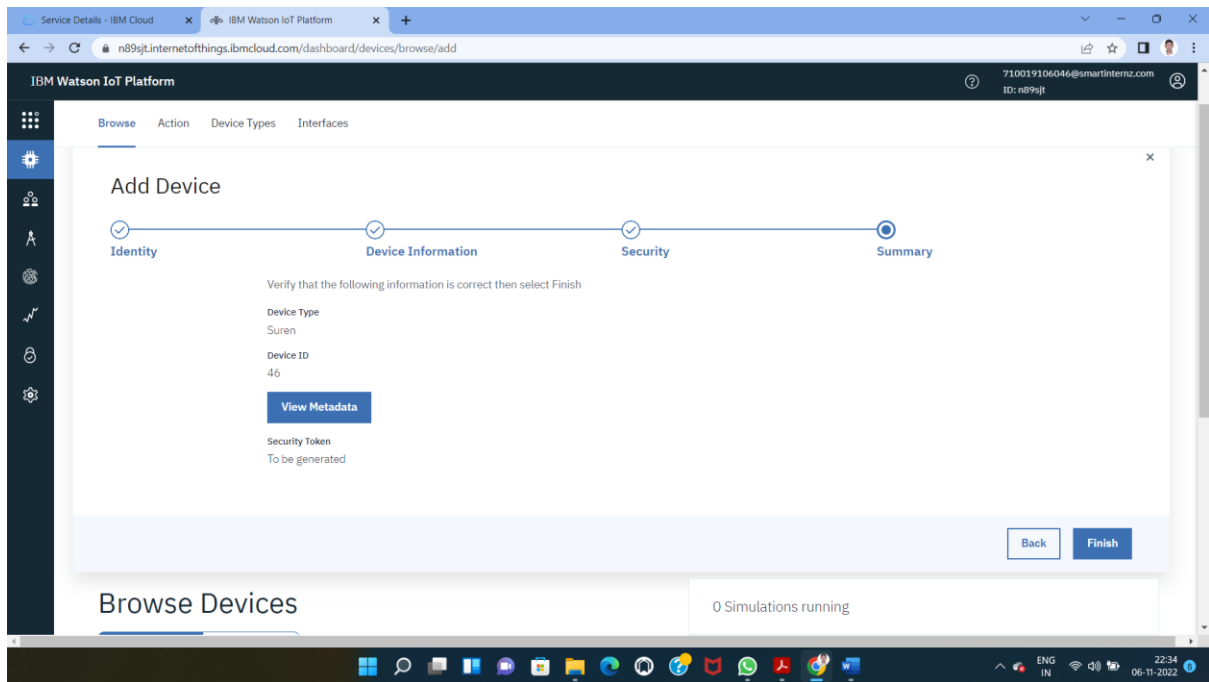 Service Details - IBM Cloud
IBM Watson IoT Platform
n89sjt.internetofthings.ibmcloud.com/dashboard/devices/browse/add
IBM Watson IoT Platform
710019106046@smartinternz.com
ID: n89sjt
Browse Action Device Types Interfaces
Add Device
Identity Device Information Security Summary
Verify that the following information is correct then select Finish
Device Type
Suren
Device ID
46
View Metadata
Security Token
To be generated
Back Finish
Browse Devices
0 Simulations running
ENG
IN
22:34
06-11-2022
8